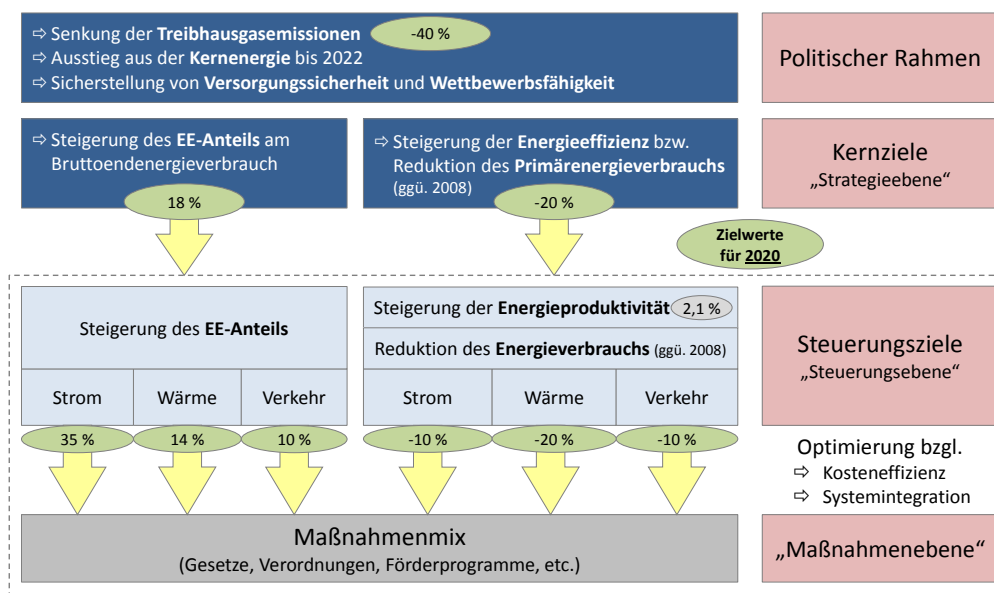 ⇨ Senkung der Treibhausgasemissionen -40 %
⇨ Ausstieg aus der Kernenergie bis 2022
⇨ Sicherstellung von Versorgungssicherheit und Wettbewerbsfähigkeit
Politischer Rahmen
⇨ Steigerung des EE-Anteils am
Bruttoendenergieverbrauch
18 %
⇨ Steigerung der Energieeffizienz bzw.
Reduktion des Primärenergieverbrauchs
(ggü. 2008)
-20 %
Kernziele
„Strategieebene“
Zielwerte
für 2020
Steigerung des EE-Anteils
Steigerung der Energieproduktivität 2,1 %
Reduktion des Energieverbrauchs (ggü. 2008)
Strom Wärme Verkehr
Strom Wärme Verkehr
35 % 14 % 10 %
-10 % -20 % -10 %
Steuerungsziele
„Steuerungsebene“
Optimierung bzgl.
⇨ Kosteneffizienz
⇨ Systemintegration
Maßnahmenmix
(Gesetze, Verordnungen, Förderprogramme, etc.)
„Maßnahmenebene“